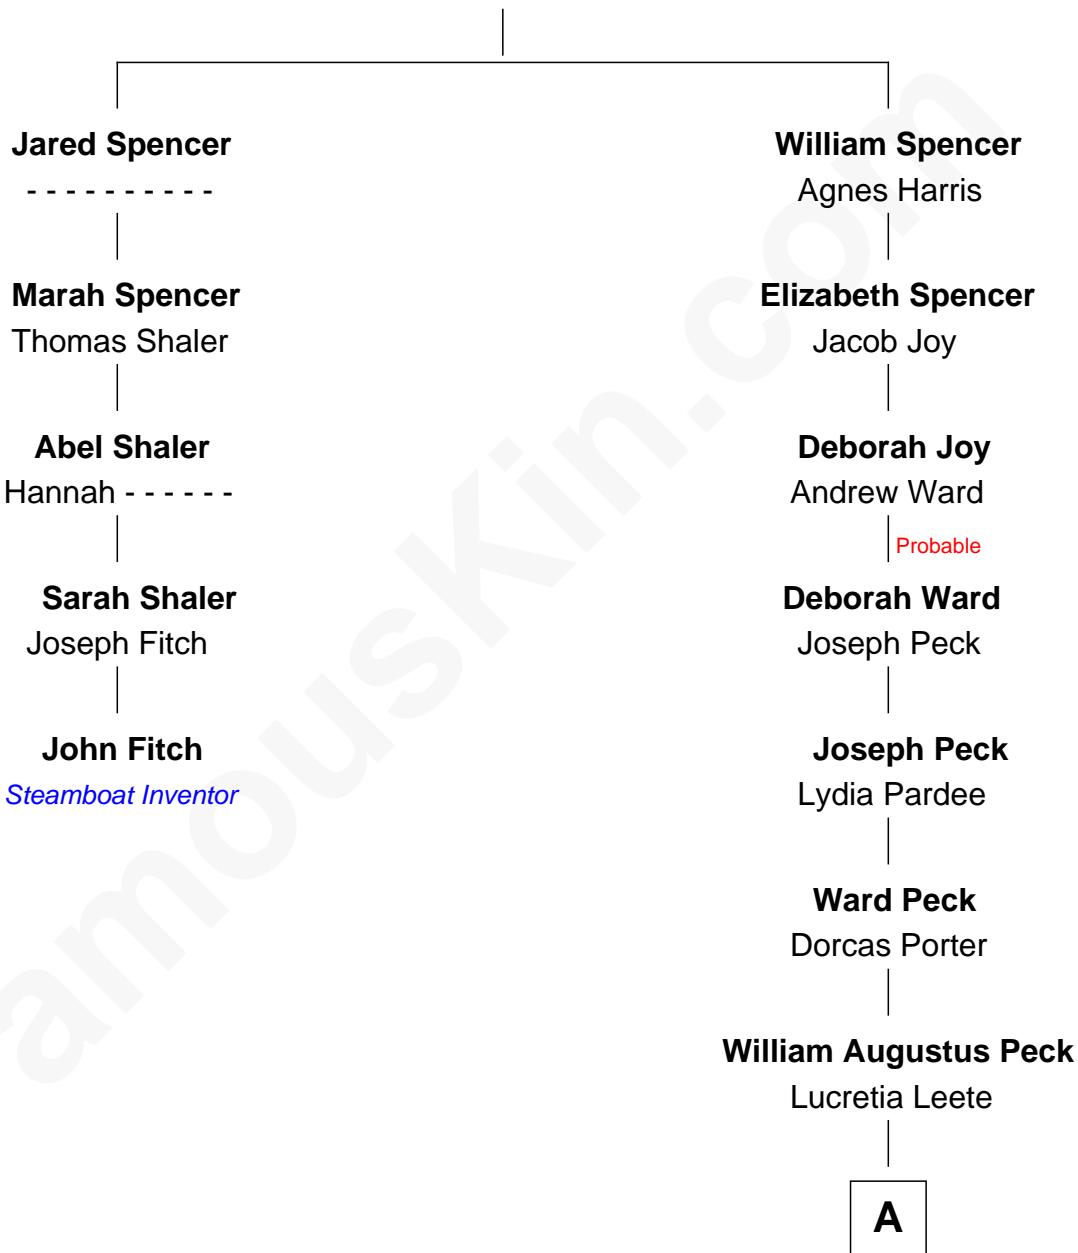 Jared Spencer
- - - - - - - - - -
Marah Spencer
Thomas Shaler
Abel Shaler
Hannah - - - - - -
Sarah Shaler
Joseph Fitch
John Fitch
Steamboat Inventor
William Spencer
Agnes Harris
Elizabeth Spencer
Jacob Joy
Deborah Joy
Andrew Ward
Probable
Deborah Ward
Joseph Peck
Joseph Peck
Lydia Pardee
Ward Peck
Dorcas Porter
William Augustus Peck
Lucretia Leete
A
amousKin.com